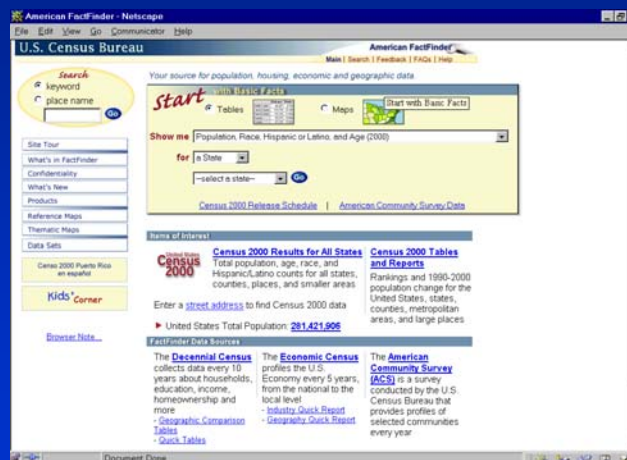 American FactFinder - Netscape
File Edit View Go Communicator Help
U.S. Census Bureau
American FactFinder
Main | Search | Feedback | FAQs | Help
Search
keyword
place name
Go
Your source for population, housing, economic and geographic data.
Start with Basic Facts
Tables
Maps
Start with Basic Facts
Show me Population, Race, Hispanic or Latino, and Age (2000)
for a State
--select a state-- Go
Census 2000 Release Schedule | American Community Survey Data
Site Tour
What's in FactFinder
Confidentiality
What's New
Products
Reference Maps
Thematic Maps
Data Sets
Censo 2000 Puerto Rico
en español
Kids' Corner
Browser Note...
Items of Interest
United States
Census
2000
Census 2000 Results for All States
Total population, age, race, and
Hispanic/Latino counts for all states,
counties, places, and smaller areas
Enter a street address to find Census 2000 data
United States Total Population: 281,421,906
Census 2000 Tables
and Reports
Rankings and 1990-2000
population change for the
United States, states,
counties, metropolitan
areas, and large places
FactFinder Data Sources
The Decennial Census
collects data every 10
years about households,
education, income,
homeownership and
more
- Geographic Comparison
Tables
- Quick Tables
The Economic Census
profiles the U.S.
Economy every 5 years,
from the national to the
local level
- Industry Quick Report
- Geography Quick Report
The American
Community Survey
(ACS) is a survey
conducted by the U.S.
Census Bureau that
provides profiles of
selected communities
every year
Document Done